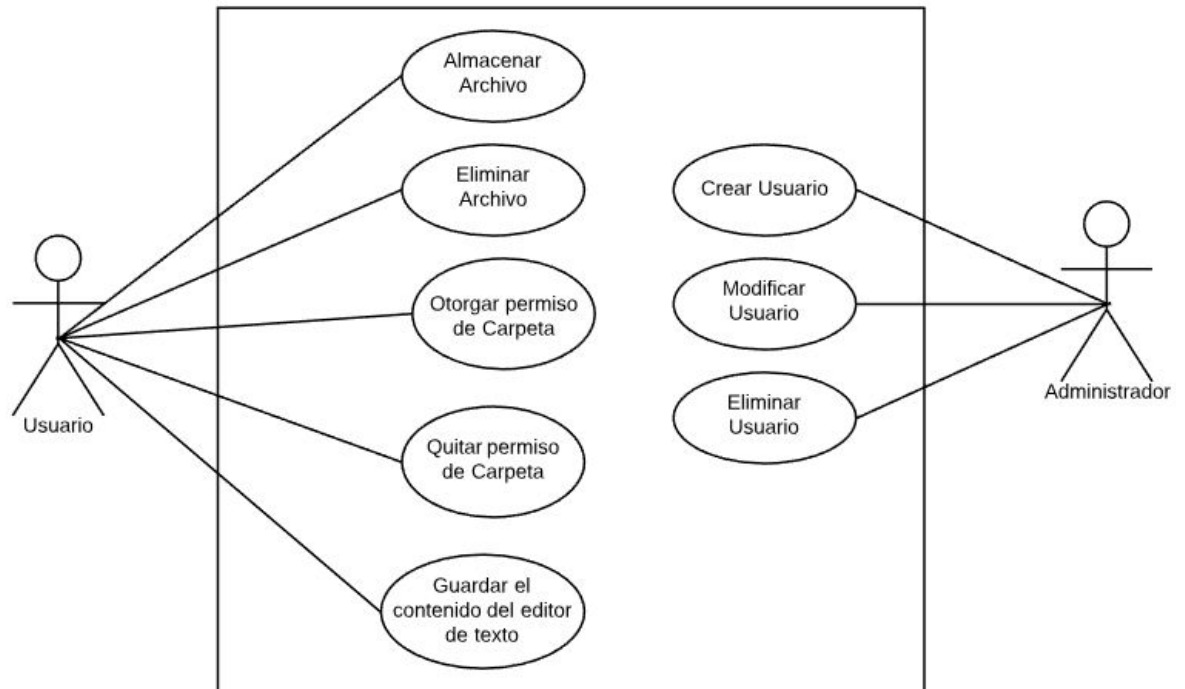 Almacenar
Archivo
Eliminar
Archivo
Otorgar permiso
de Carpeta
Quitar permiso
de Carpeta
Guardar el
contenido del editor
de texto
Usuario
Crear Usuario
Modificar
Usuario
Eliminar
Usuario
Administrador